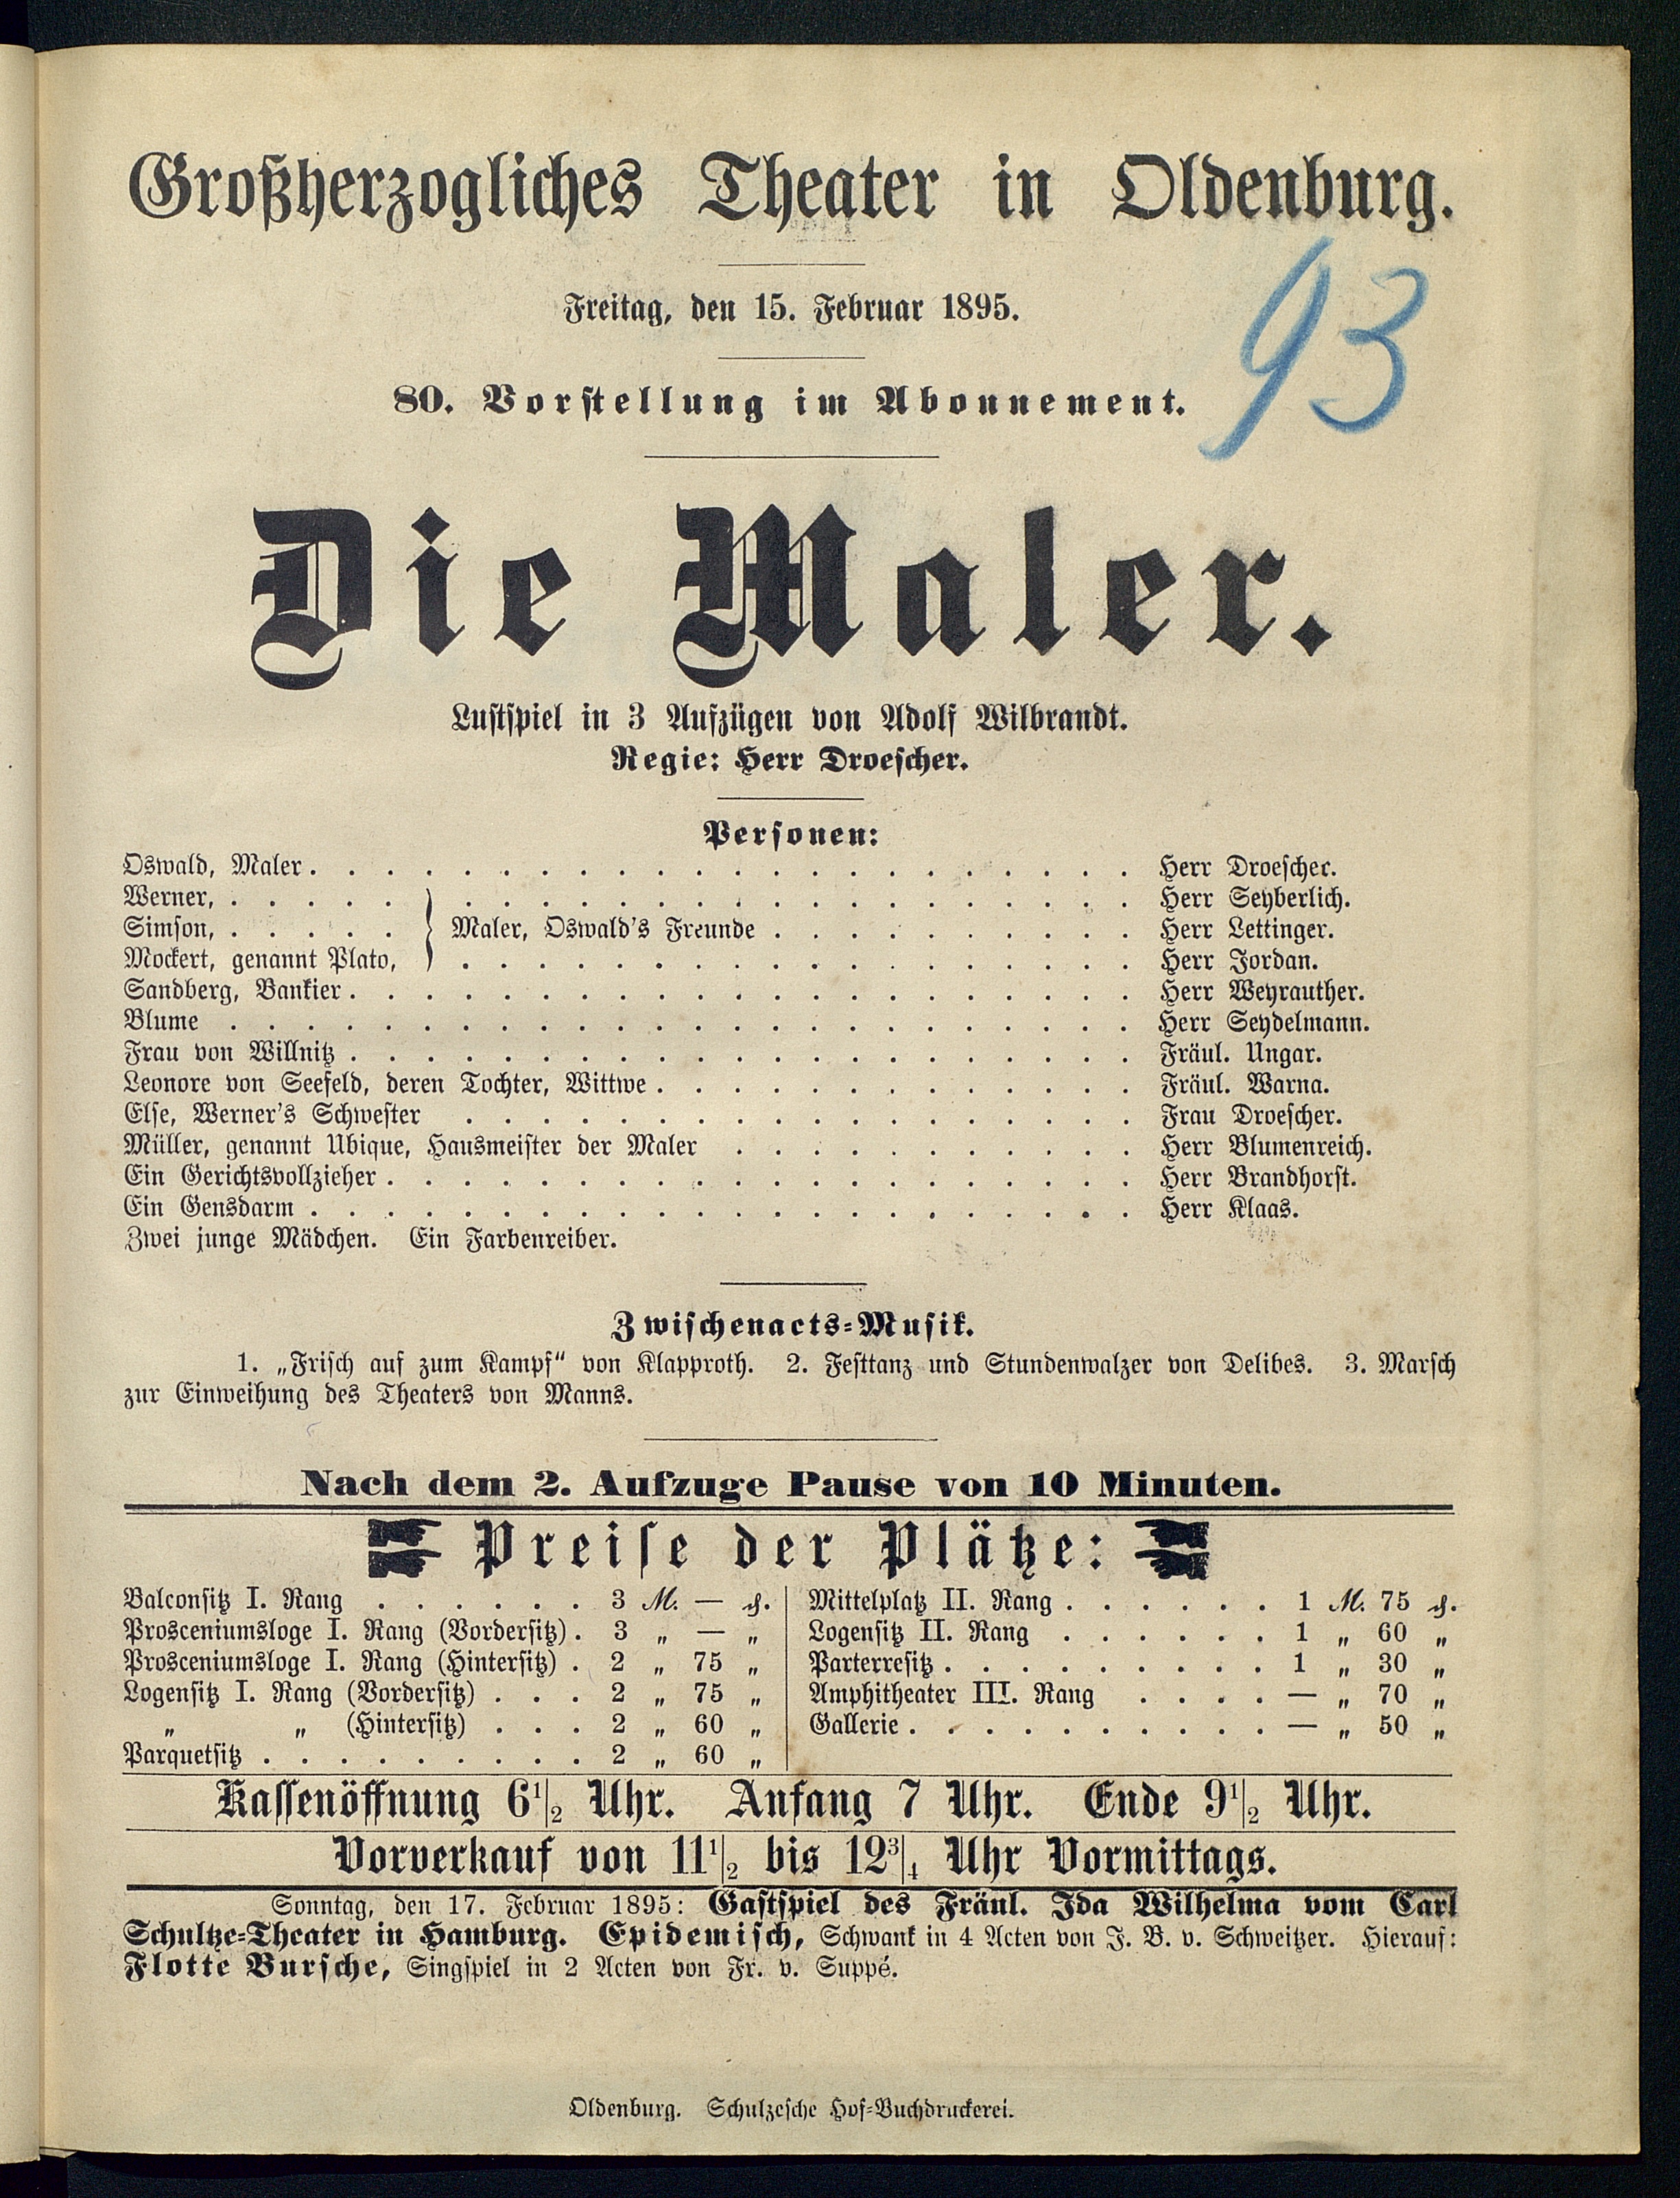 Großherzogliches Theater in Oldenburg.
93
Freitag, den 15. Februar 1895.
80. Vorstellung im Abonnement.
Die Maler.
Lustspiel in 3 Aufzügen von Adolf Wilbrandt.
Regie: Herr Droescher.
Personen:
Oswald, Maler . . . . . Herr Droescher.
Werner, . . . . . Herr Seyberlich.
Simson, . . . . . } Maler, Oswald's Freunde . . . . . Herr Lettinger.
Mockert, genannt Plato, . . . . . Herr Jordan.
Sandberg, Bankier . . . . . Herr Weyrauther.
Blume . . . . . Herr Seydelmann.
Frau von Willnitz . . . . . Fräul. Ungar.
Leonore von Seefeld, deren Tochter, Wittwe . . . . . Fräul. Warna.
Else, Werner's Schwester . . . . . Frau Droescher.
Müller, genannt Ubique, Hausmeister der Maler . . . . . Herr Blumenreich.
Ein Gerichtsvollzieher . . . . . Herr Brandhorst.
Ein Gensdarm . . . . . Herr Klaas.
Zwei junge Mädchen. Ein Farbenreiber.
Zwischenacts-Musik.
1. „Frisch auf zum Kampf“ von Klapproth. 2. Festtanz und Stundenwalzer von Delibes. 3. Marsch
zur Einweihung des Theaters von Manns.
Nach dem 2. Aufzuge Pause von 10 Minuten.
Preise der Plätze:
Balconsitz I. Rang . . . . . 3 M. — ₰.
Prosceniumsloge I. Rang (Vordersitz) . 3 „ — „
Prosceniumsloge I. Rang (Hintersitz) . 2 „ 75 „
Logensitz I. Rang (Vordersitz) . . . 2 „ 75 „
„ „ (Hintersitz) . . . 2 „ 60 „
Parquetsitz . . . . . 2 „ 60 „
Mittelplatz II. Rang . . . . . 1 M. 75 ₰.
Logensitz II. Rang . . . . . 1 „ 60 „
Parterresitz . . . . . 1 „ 30 „
Amphitheater III. Rang . . . . — „ 70 „
Gallerie . . . . . — „ 50 „
Kassenöffnung 6 1/2 Uhr. Anfang 7 Uhr. Ende 9 1/2 Uhr.
Vorverkauf von 11 1/2 bis 12 3/4 Uhr Vormittags.
Sonntag, den 17. Februar 1895: Gastspiel des Fräul. Ida Wilhelma vom Carl
Schultze-Theater in Hamburg. Epidemisch, Schwank in 4 Acten von J. B. v. Schweitzer. Hierauf:
Flotte Bursche, Singspiel in 2 Acten von Fr. v. Suppé.
Oldenburg. Schulzesche Hof-Buchdruckerei.